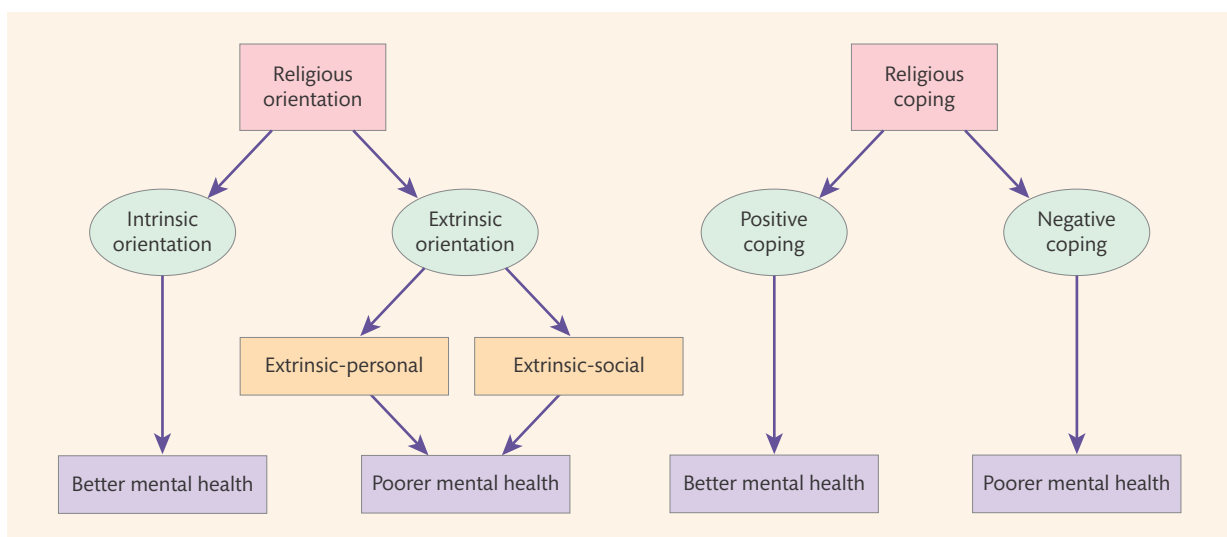 Religious
orientation
Religious
coping
Intrinsic
orientation
Extrinsic
orientation
Positive
coping
Negative
coping
Extrinsic-personal
Extrinsic-social
Better mental health
Poorer mental health
Better mental health
Poorer mental health